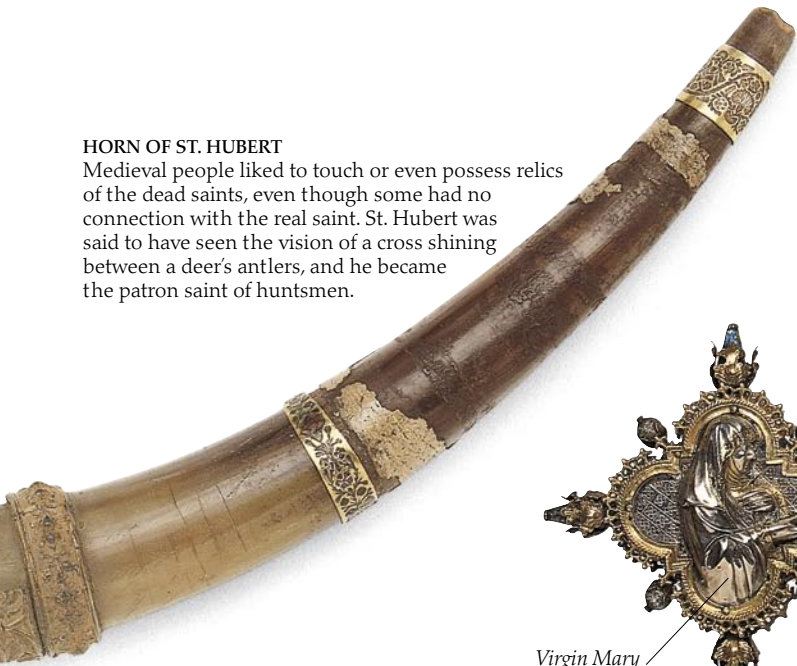 HORN OF ST. HUBERT
Medieval people liked to touch or even possess relics
of the dead saints, even though some had no
connection with the real saint. St. Hubert was
said to have seen the vision of a cross shining
between a deer's antlers, and he became
the patron saint of huntsmen.
Virgin Mary